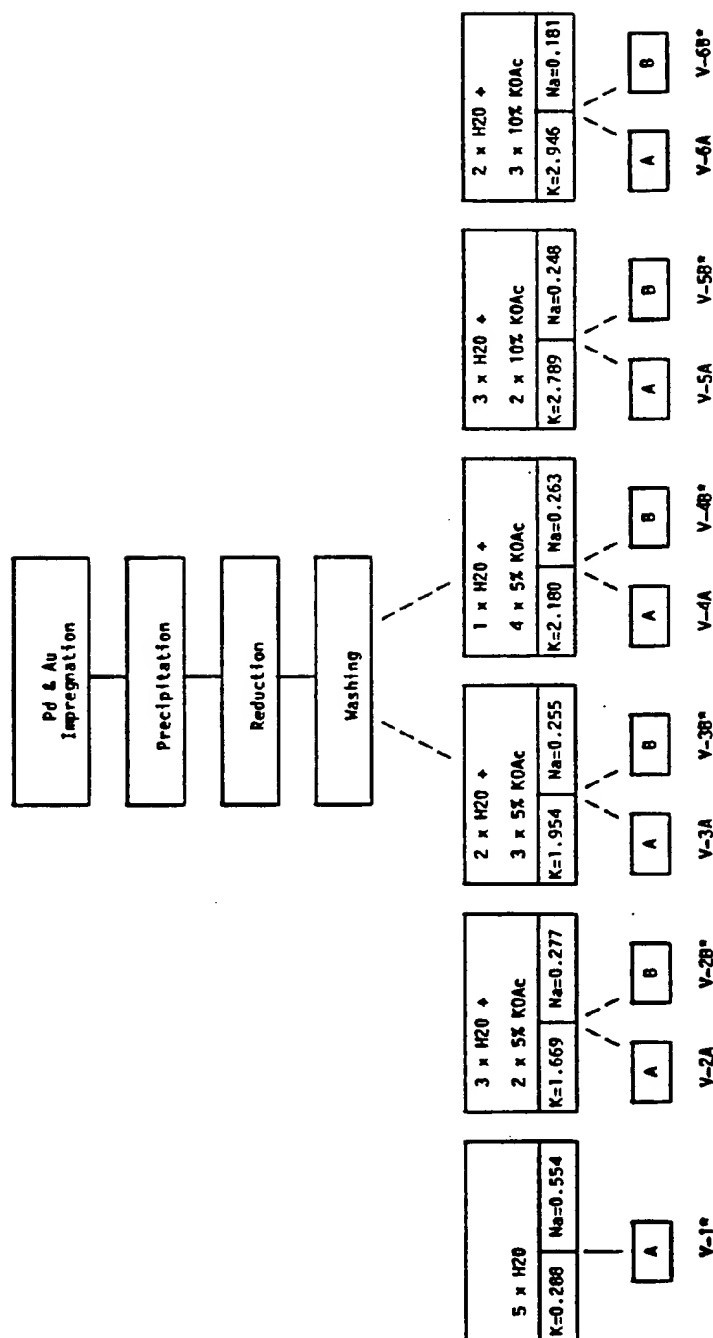 Pd & Au
Impregnation
Precipitation
Reduction
Washing
5 x H2O
K=0.288 Na=0.554
A
V-1*
3 x H2O +
2 x 5% KOAc
K=1.669 Na=0.277
A B
V-2A V-2B*
2 x H2O +
3 x 5% KOAc
K=1.954 Na=0.255
A B
V-3A V-3B*
1 x H2O +
4 x 5% KOAc
K=2.180 Na=0.263
A B
V-4A V-4B*
3 x H2O +
2 x 10% KOAc
K=2.789 Na=0.248
A B
V-5A V-5B*
2 x H2O +
3 x 10% KOAc
K=2.946 Na=0.181
A B
V-6A V-6B*